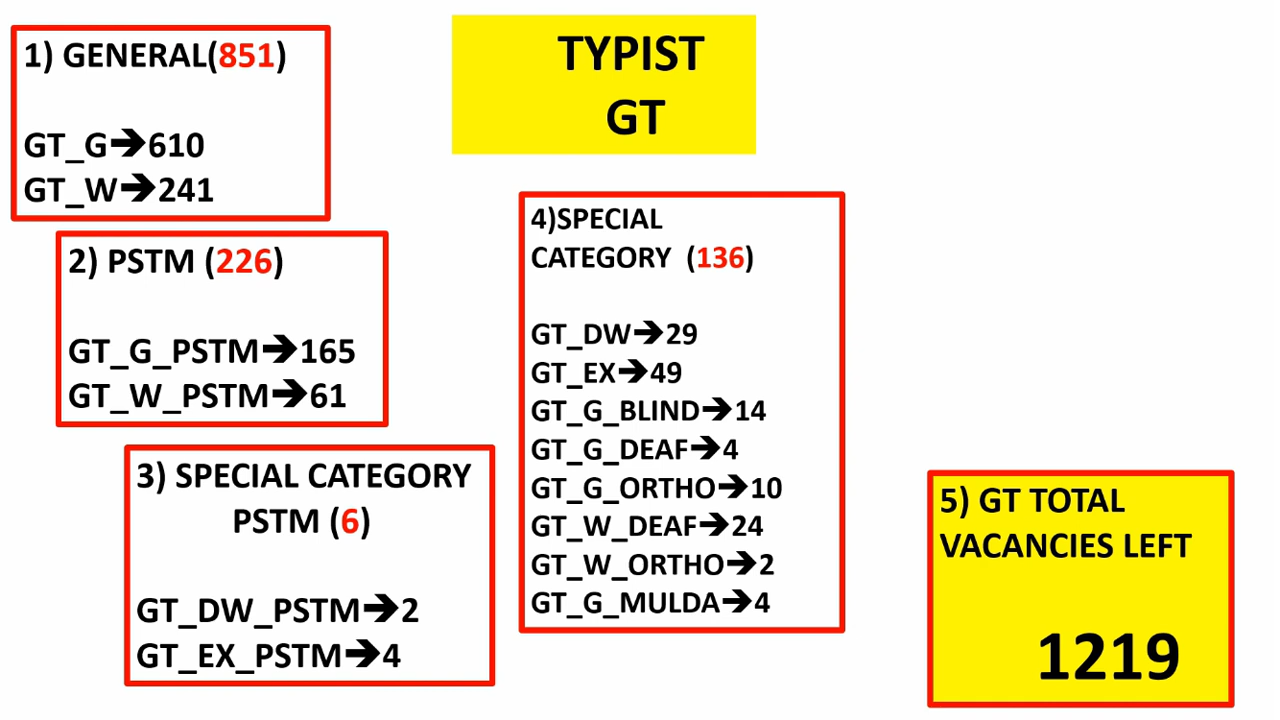 TYPIST
GT
1) GENERAL(851)
GT_G➔610
GT_W➔241
2) PSTM (226)
GT_G_PSTM➔165
GT_W_PSTM➔61
3) SPECIAL CATEGORY
PSTM (6)
GT_DW_PSTM➔2
GT_EX_PSTM➔4
4)SPECIAL
CATEGORY (136)
GT_DW➔29
GT_EX➔49
GT_G_BLIND➔14
GT_G_DEAF➔4
GT_G_ORTHO➔10
GT_W_DEAF➔24
GT_W_ORTHO➔2
GT_G_MULDA➔4
5) GT TOTAL
VACANCIES LEFT
1219